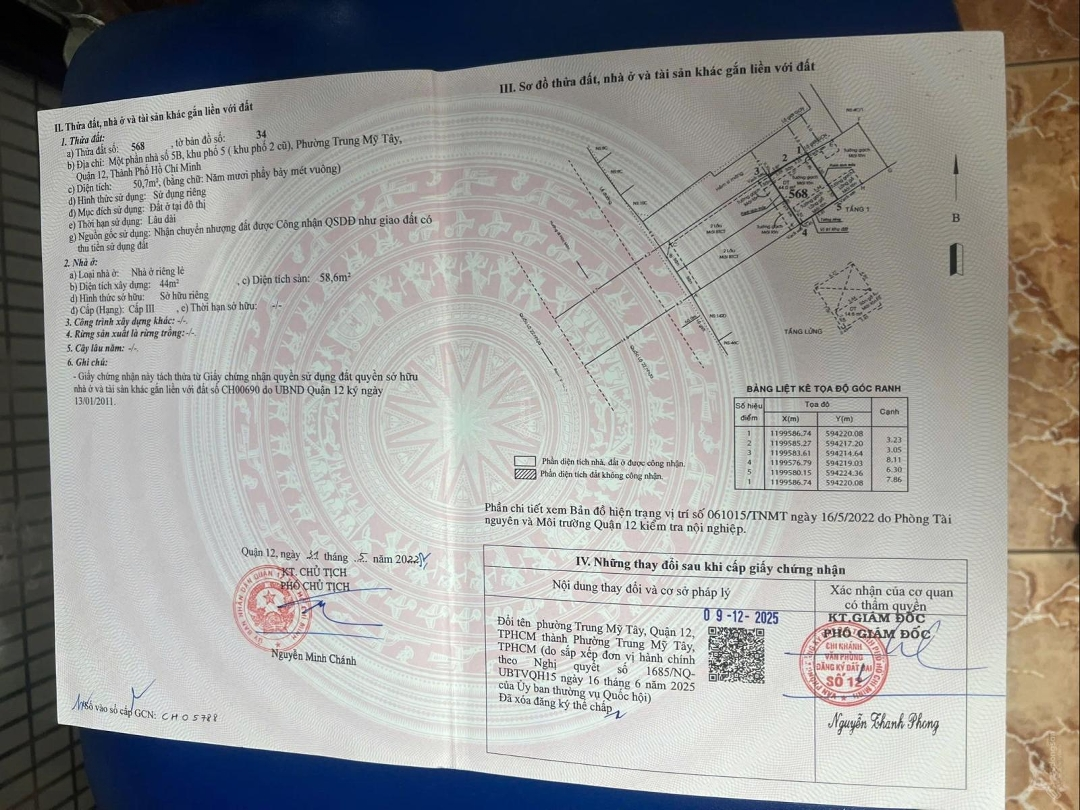 II. Thửa đất, nhà ở và tài sản khác gắn liền với đất
1. Thửa đất:
a) Thửa đất số: 568 , tờ bản đồ số: 34
b) Địa chỉ: Một phần nhà số 5B, khu phố 5 ( khu phố 2 cũ), Phường Trung Mỹ Tây,
Quận 12, Thành Phố Hồ Chí Minh
c) Diện tích: 50,7m², (bằng chữ: Năm mươi phẩy bảy mét vuông)
d) Hình thức sử dụng: Sử dụng riêng
đ) Mục đích sử dụng: Đất ở tại đô thị
e) Thời hạn sử dụng: Lâu dài
g) Nguồn gốc sử dụng: Nhận chuyển nhượng đất được Công nhận QSDĐ như giao đất có
thu tiền sử dụng đất
2. Nhà ở:
a) Loại nhà ở: Nhà ở riêng lẻ
b) Diện tích xây dựng: 44m² , c) Diện tích sàn: 58,6m²
d) Hình thức sở hữu: Sở hữu riêng
đ) Cấp (Hạng): Cấp III , e) Thời hạn sở hữu: -/-
3. Công trình xây dựng khác: -/-
4. Rừng sản xuất là rừng trồng:-/-
5. Cây lâu năm: -/-
6. Ghi chú:
- Giấy chứng nhận này tách thửa từ Giấy chứng nhận quyền sử dụng đất quyền sở hữu
nhà ở và tài sản khác gắn liền với đất số CH00690 do UBND Quận 12 ký ngày
13/01/2011.
Quận 12, ngày 31 tháng 5 năm 2022
KT. CHỦ TỊCH
PHÓ CHỦ TỊCH
Nguyễn Minh Chánh
Số vào sổ cấp GCN: CH05788
III. Sơ đồ thửa đất, nhà ở và tài sản khác gắn liền với đất
568
1
2
3
4
5
TẦNG 1
B
TẦNG LỬNG
BẢNG LIỆT KÊ TỌA ĐỘ GÓC RANH
Số hiệu điểm Tọa độ Cạnh
X(m) Y(m)
1 1199586.74 594220.08
3.23
2 1199585.27 594217.20
3.05
3 1199583.61 594214.64
8.11
4 1199576.79 594219.03
6.30
5 1199580.15 594224.36
7.86
1 1199586.74 594220.08
Phần diện tích nhà, đất ở được công nhận.
Phần diện tích đất không công nhận.
Phần chi tiết xem Bản đồ hiện trạng vị trí số 061015/TNMT ngày 16/5/2022 do Phòng Tài
nguyên và Môi trường Quận 12 kiểm tra nội nghiệp.
IV. Những thay đổi sau khi cấp giấy chứng nhận
Nội dung thay đổi và cơ sở pháp lý
Xác nhận của cơ quan
có thẩm quyền
09-12-2025
Đổi tên phường Trung Mỹ Tây, Quận 12,
TPHCM thành Phường Trung Mỹ Tây,
TPHCM (do sắp xếp đơn vị hành chính
theo Nghị quyết số 1685/NQ-
UBTVQH15 ngày 16 tháng 6 năm 2025
của Ủy ban thường vụ Quốc hội)
Đã xóa đăng ký thế chấp
KT.GIÁM ĐỐC
PHÓ GIÁM ĐỐC
CHI NHÁNH
VĂN PHÒNG
ĐĂNG KÝ ĐẤT ĐAI
SỐ 12
Nguyễn Thanh Phong